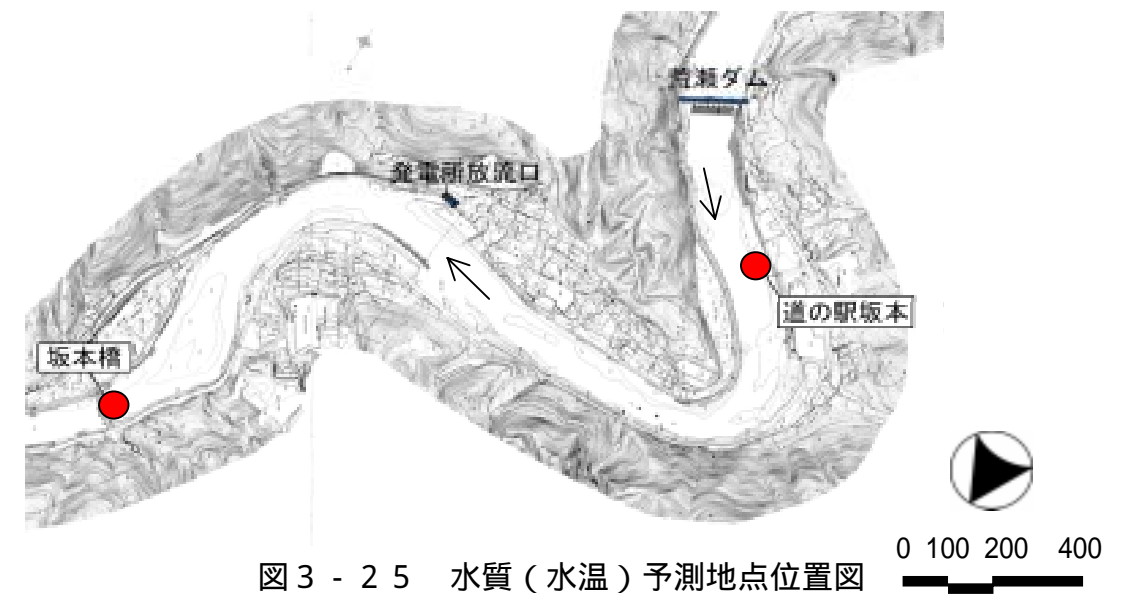 荒瀬ダム
発電所放流口
道の駅坂本
坂本橋
0 100 200 400
図3-25 水質(水温)予測地点位置図